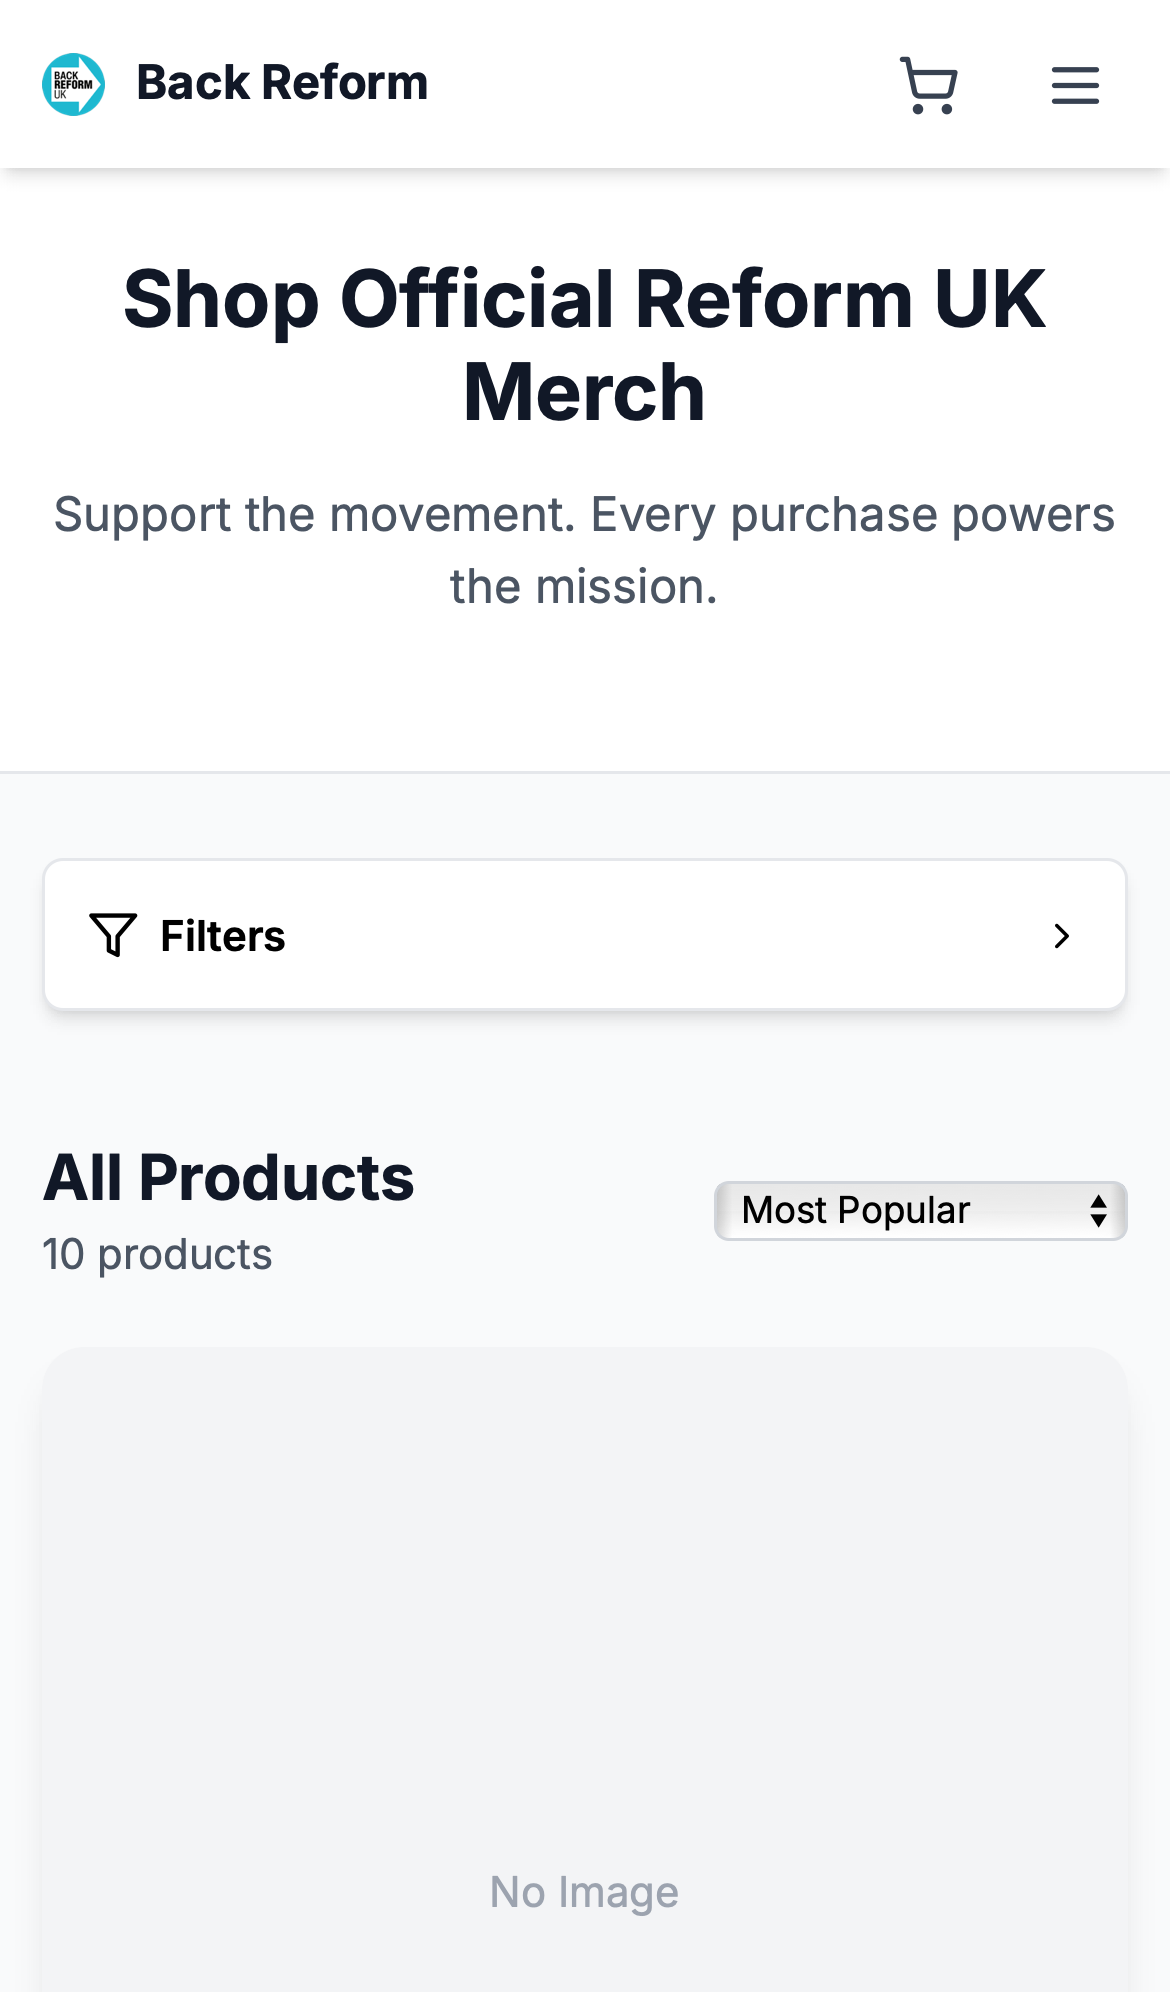 BACK
REFORM
UK
Back Reform
Shop Official Reform UK
Merch
Support the movement. Every purchase powers
the mission.
Filters
All Products
10 products
Most Popular
No Image